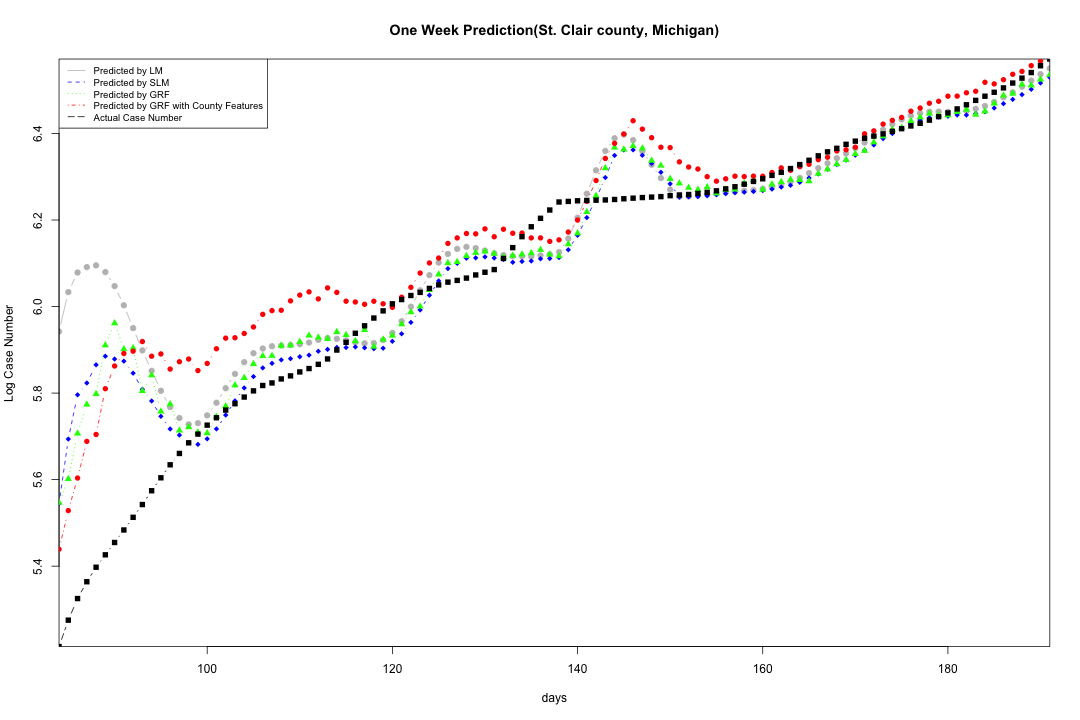 One Week Prediction(St. Clair county, Michigan)
Predicted by LM
Predicted by SLM
Predicted by GRF
Predicted by GRF with County Features
Actual Case Number
Log Case Number
6.4
6.2
6.0
5.8
5.6
5.4
100 120 140 160 180
days